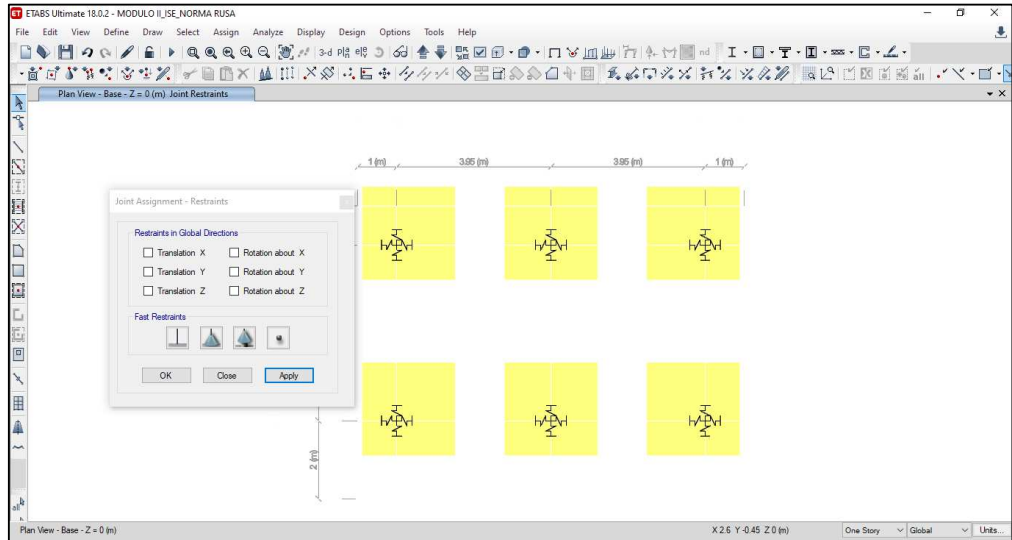 ETABS Ultimate 18.0.2 - MODULO II_ISE_NORMA RUSA
File Edit View Define Draw Select Assign Analyze Display Design Options Tools Help
3-d
nd
Plan View - Base - Z = 0 (m) Joint Restraints
1 (m) 3.95 (m) 3.95 (m) 1 (m)
Joint Assignment - Restraints
Restraints in Global Directions
Translation X Rotation about X
Translation Y Rotation about Y
Translation Z Rotation about Z
Fast Restraints
OK Close Apply
2 (m)
all
Plan View - Base - Z = 0 (m) X 2.6 Y -0.45 Z 0 (m) One Story Global Units...